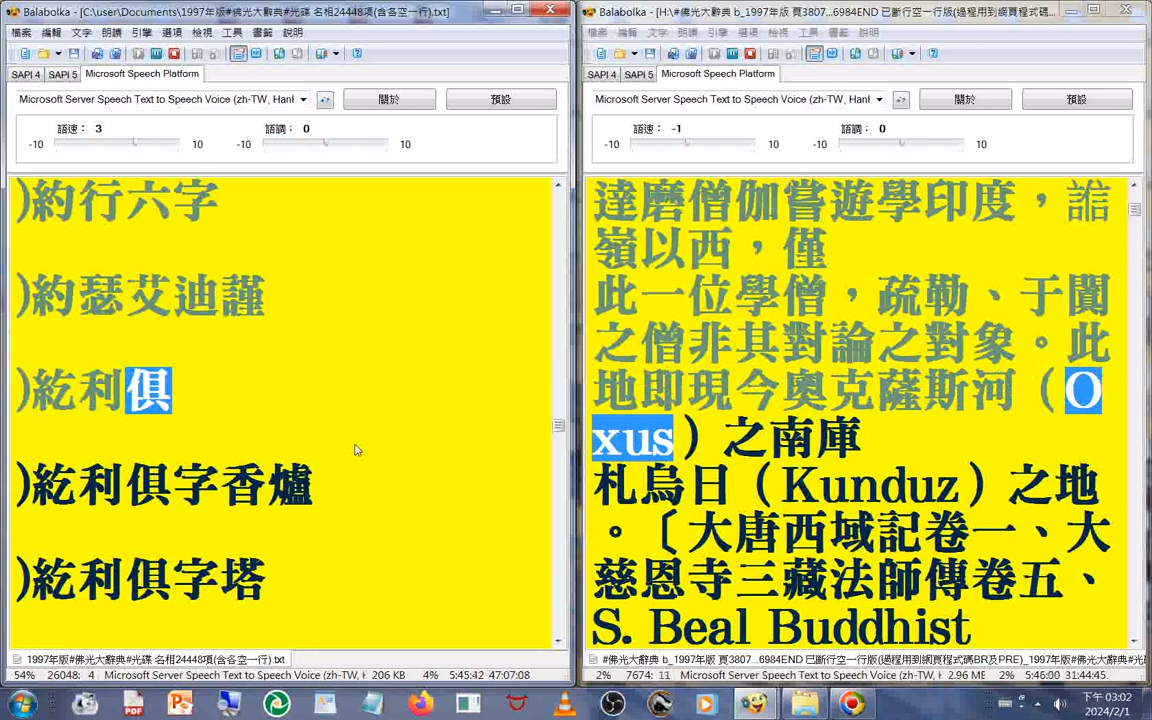 Balabolka - [C:\user\Documents\1997年版#佛光大辭典#光碟 名相24448項(含各空一行).txt]
檔案 編輯 文字 朗讀 引擎 選項 檢視 工具 書籤 說明
SAPI 4 SAPI 5 Microsoft Speech Platform
Microsoft Server Speech Text to Speech Voice (zh-TW, Hanl
關於 預設
語速： 3 語調： 0
-10 10 -10 10
)約行六字
)約瑟艾迪謹
)紇利俱
)紇利俱字香爐
)紇利俱字塔
1997年版#佛光大辭典#光碟 名相24448項(含各空一行).txt
54% 26048: 4 Microsoft Server Speech Text to Speech Voice (zh-TW, H 206 KB 4% 5:45:42 47:07:08
Balabolka - [H:\#佛光大辭典 b_1997年版 頁3807...6984END 已斷行空一行版(過程用到網頁程式碼
檔案 編輯 文字 朗讀 引擎 選項 檢視 工具 書籤 說明
SAPI 4 SAPI 5 Microsoft Speech Platform
Microsoft Server Speech Text to Speech Voice (zh-TW, Hanl
關於 預設
語速： -1 語調： 0
-10 10 -10 10
達磨僧伽嘗遊學印度，
嶺以西，僅
此一位學僧，疏勒、于闐
之僧非其對論之對象。此
地即現今奧克薩斯河（O
xus）之南庫
札烏日（Kunduz）之地
。〔大唐西域記卷一、大
慈恩寺三藏法師傳卷五、
S. Beal Buddhist
#佛光大辭典 b_1997年版 頁3807...6984END 已斷行空一行版(過程用到網頁程式碼BR及PRE)_1997年版#佛光
2% 7674: 11 Microsoft Server Speech Text to Speech Voice (zh-TW, H 2.96 ME 2% 5:46:00 31:44:45
下午 03:02
2024/2/1